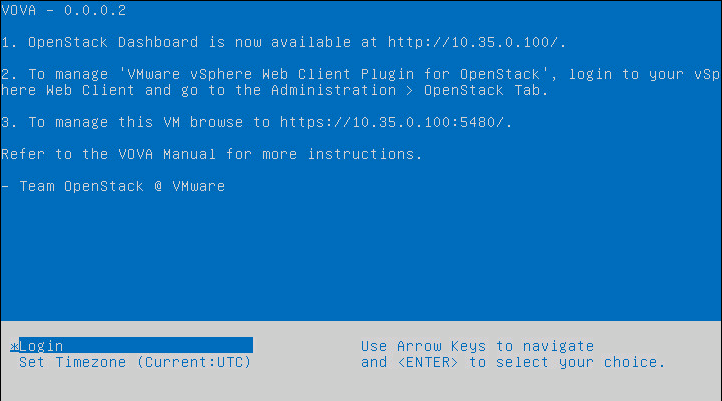 VOVA - 0.0.0.2
1. OpenStack Dashboard is now available at http://10.35.0.100/.
2. To manage 'VMware vSphere Web Client Plugin for OpenStack', login to your vSp
here Web Client and go to the Administration > OpenStack Tab.
3. To manage this VM browse to https://10.35.0.100:5480/.
Refer to the VOVA Manual for more instructions.
- Team OpenStack @ VMware
*Login
Set Timezone (Current:UTC)
Use Arrow Keys to navigate
and <ENTER> to select your choice.